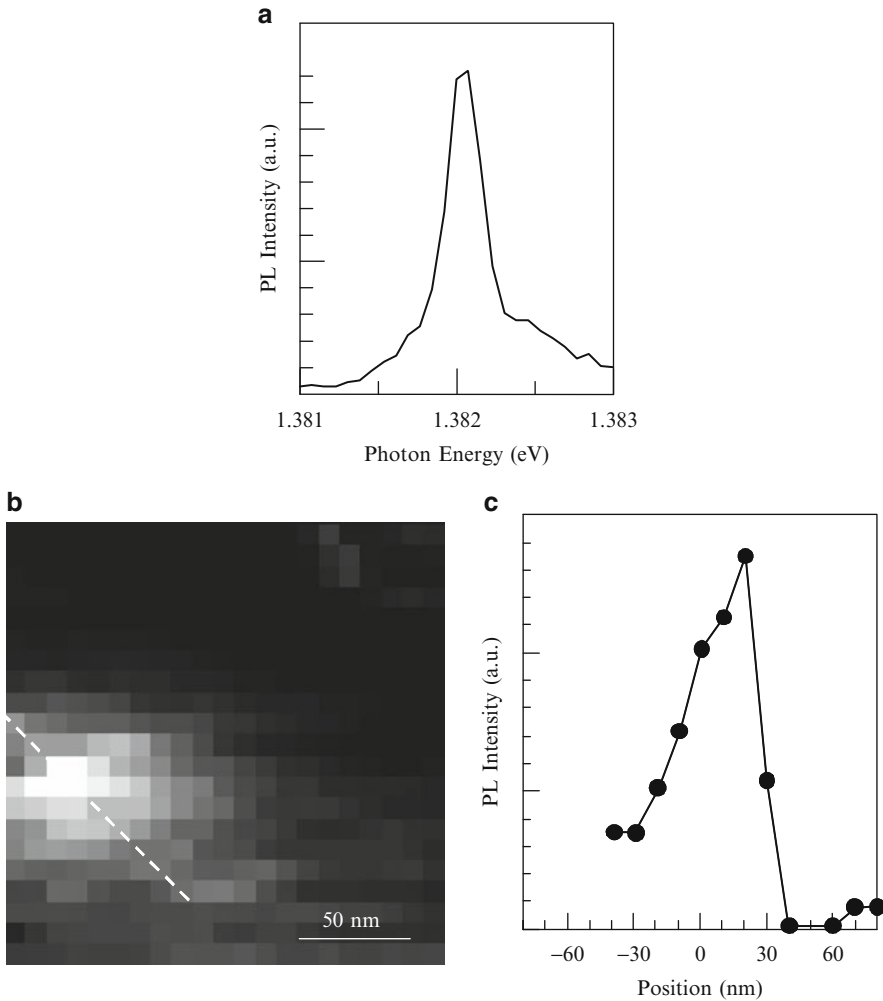 a
PL Intensity (a.u.)
1.381 1.382 1.383
Photon Energy (eV)
b
50 nm
c
PL Intensity (a.u.)
−60 −30 0 30 60
Position (nm)